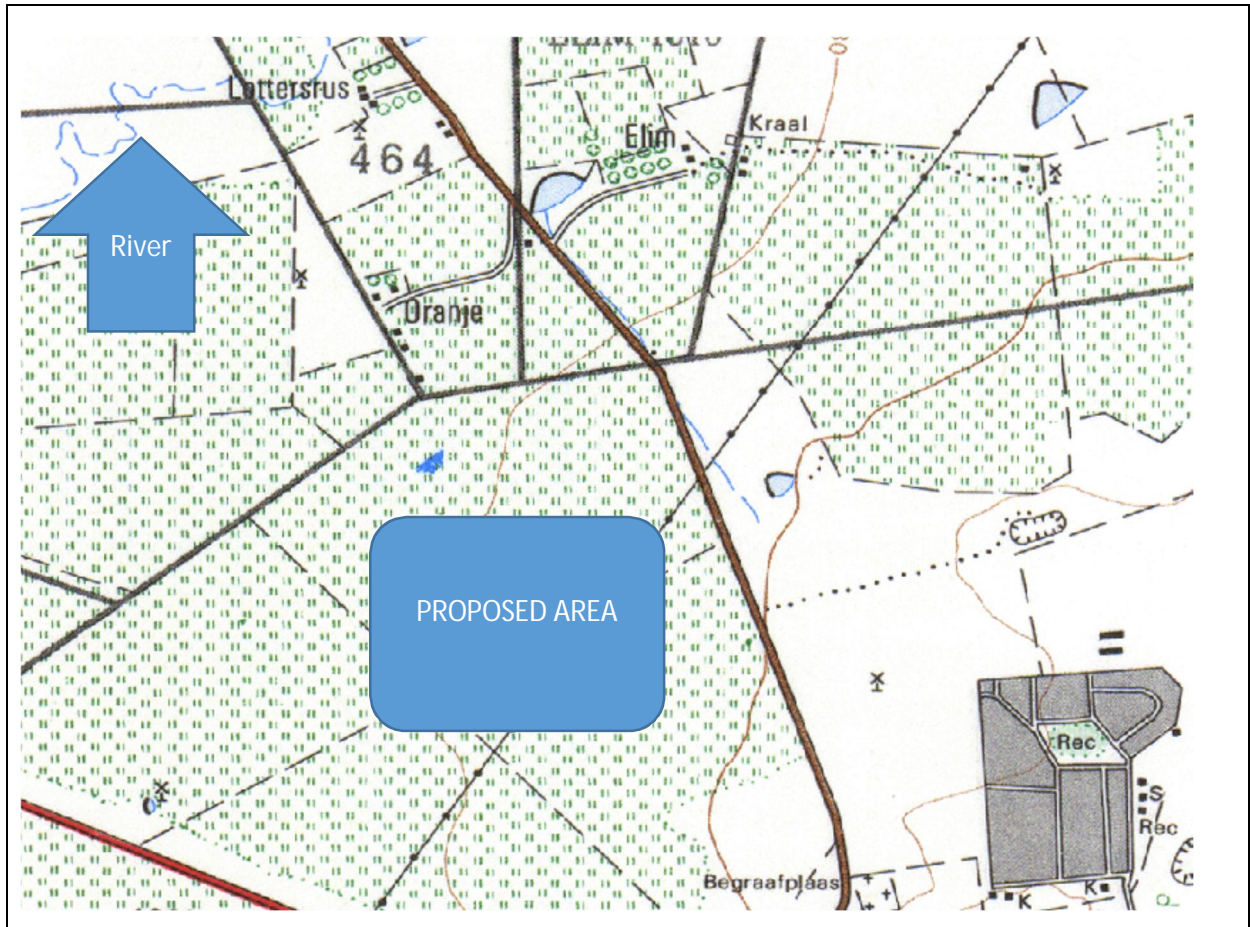 Lottersrus
464
Elim
Kraal
River
Oranje
PROPOSED AREA
Rec
S
Rec
Begraafplaas
K
K